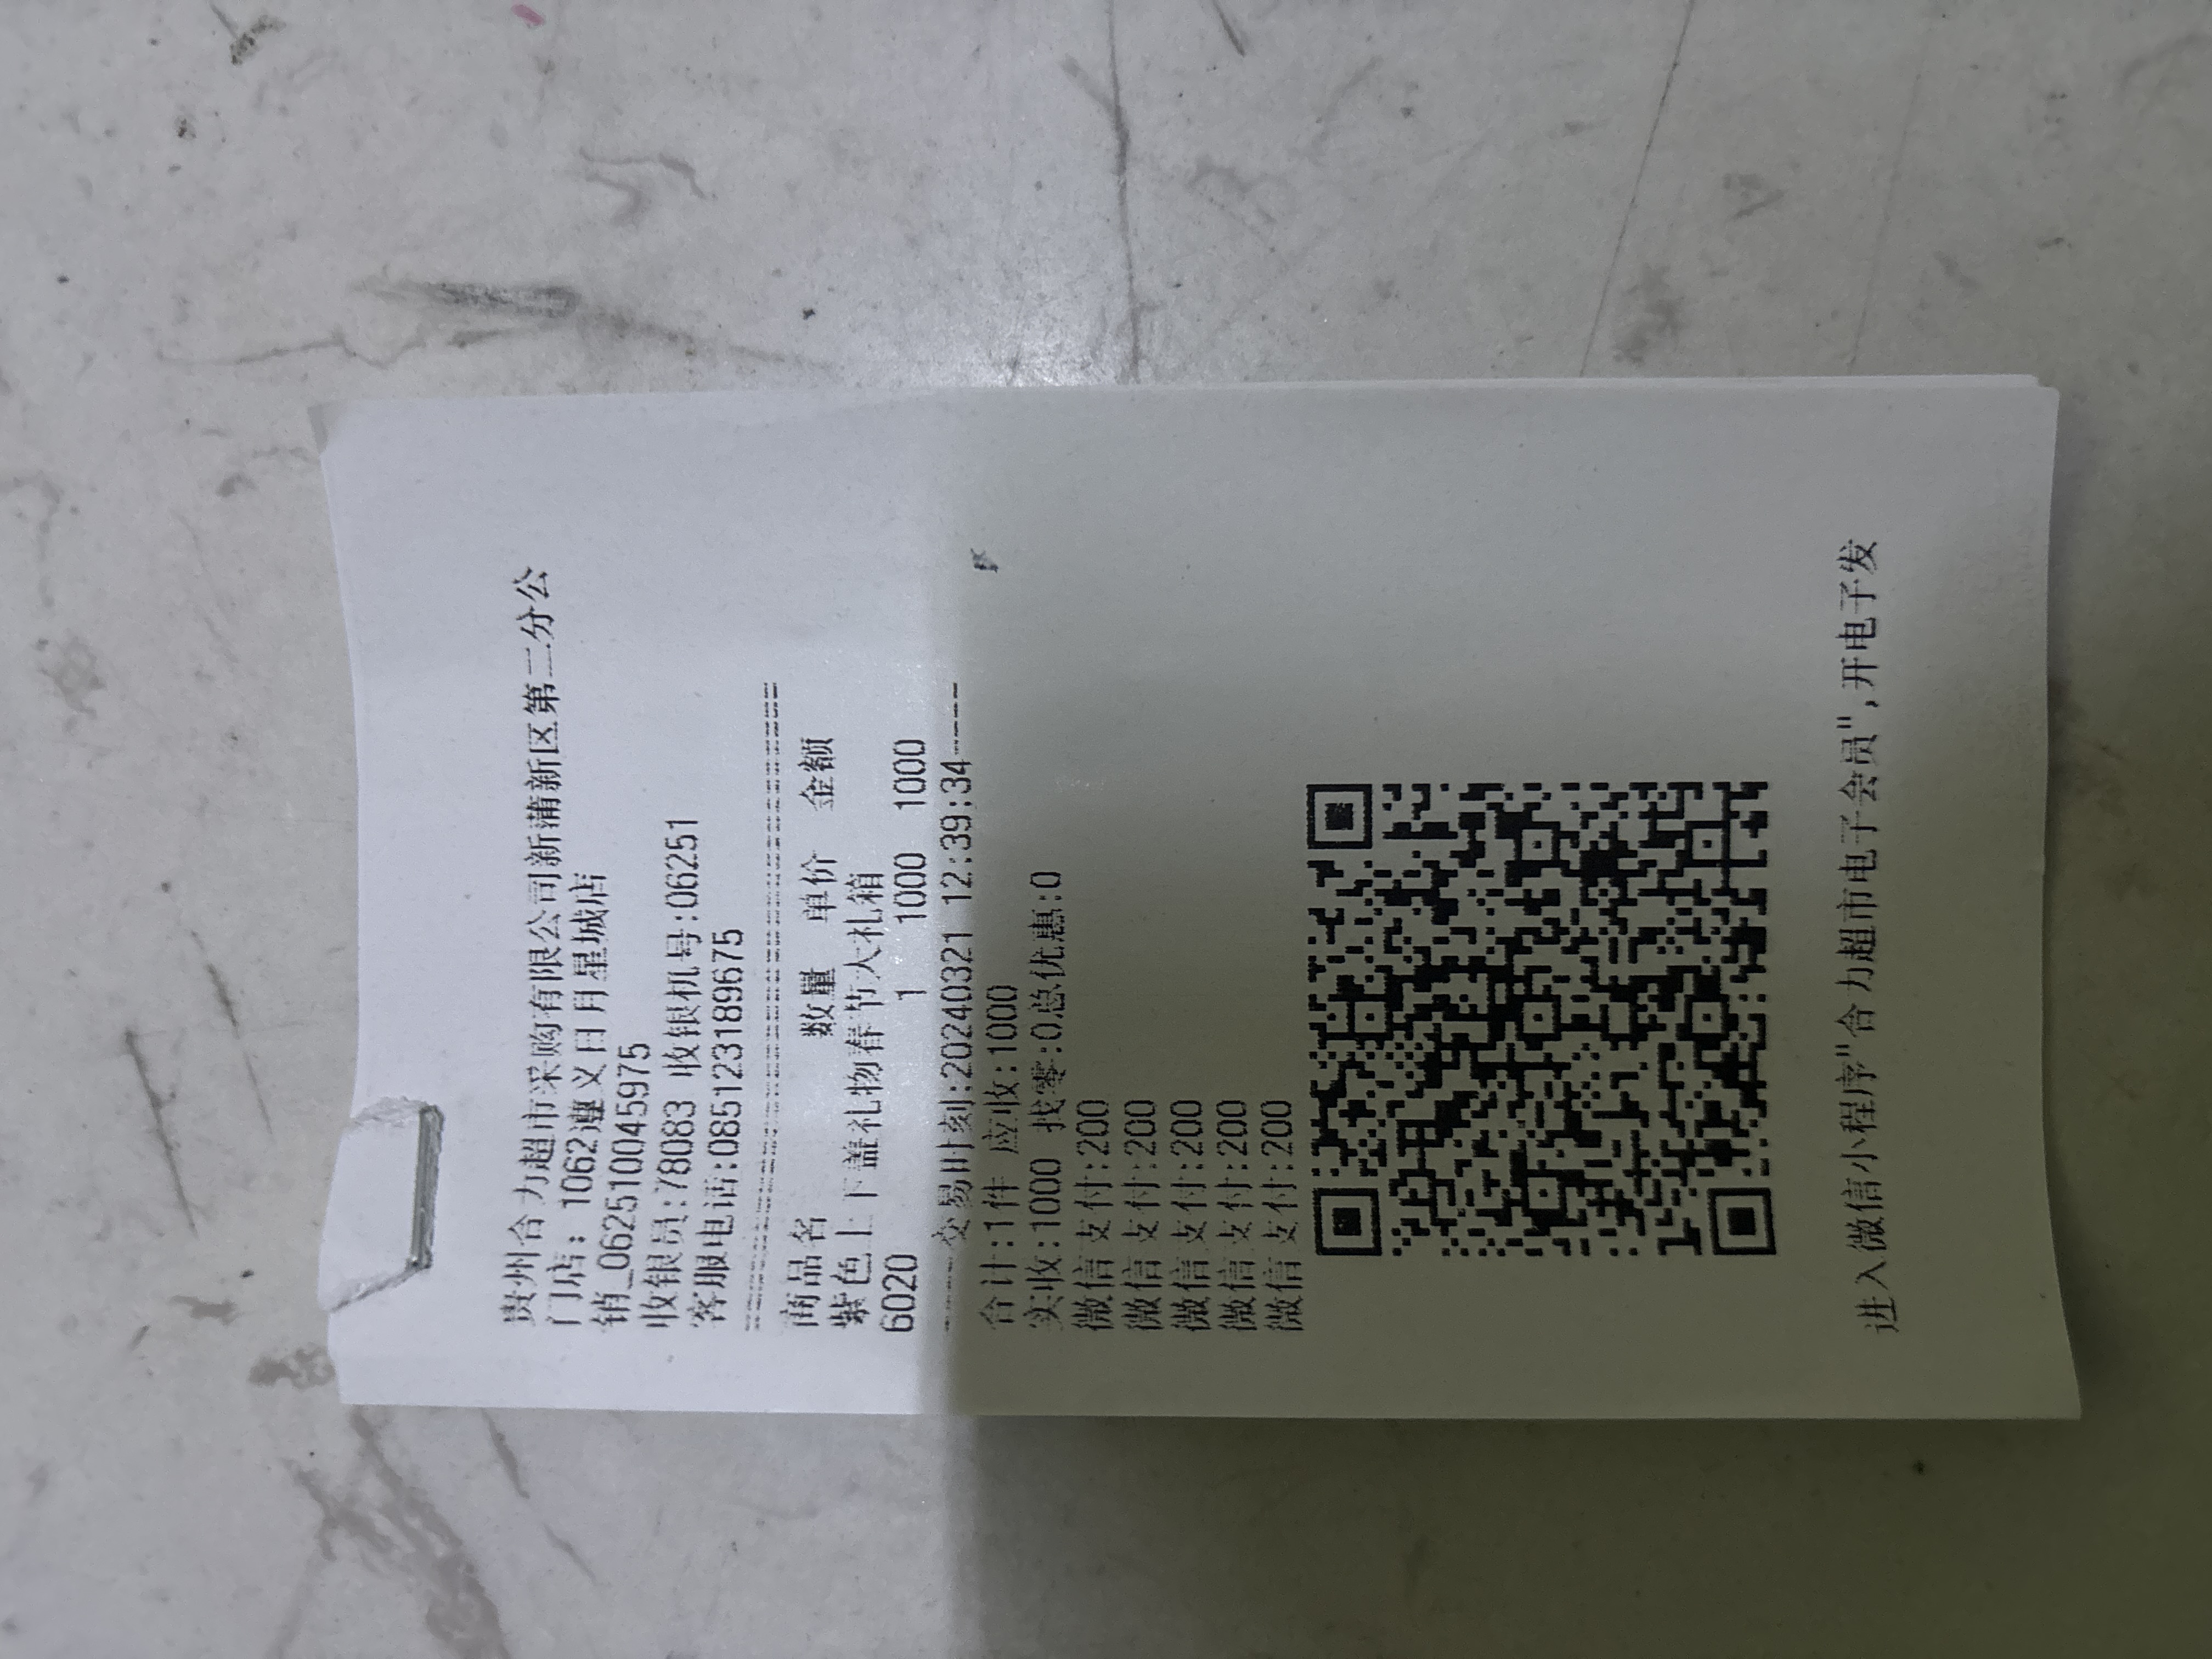 贵州合力超市采购有限公司新蒲新区第二分公
门店: 1062遵义日月星城店
销_062510045975
收银员:78083 收银机号:06251
客服电话:085123189675
商品名 数量 单价 金额
紫色上下盖礼物春节大礼箱
6020 1 1000 1000
----交易时刻:20240321 12:39:34----
合计:1件 应收:1000
实收:1000 找零:0总优惠:0
微信支付:200
微信支付:200
微信支付:200
微信支付:200
微信支付:200
进入微信小程序"合力超市电子会员",开电子发